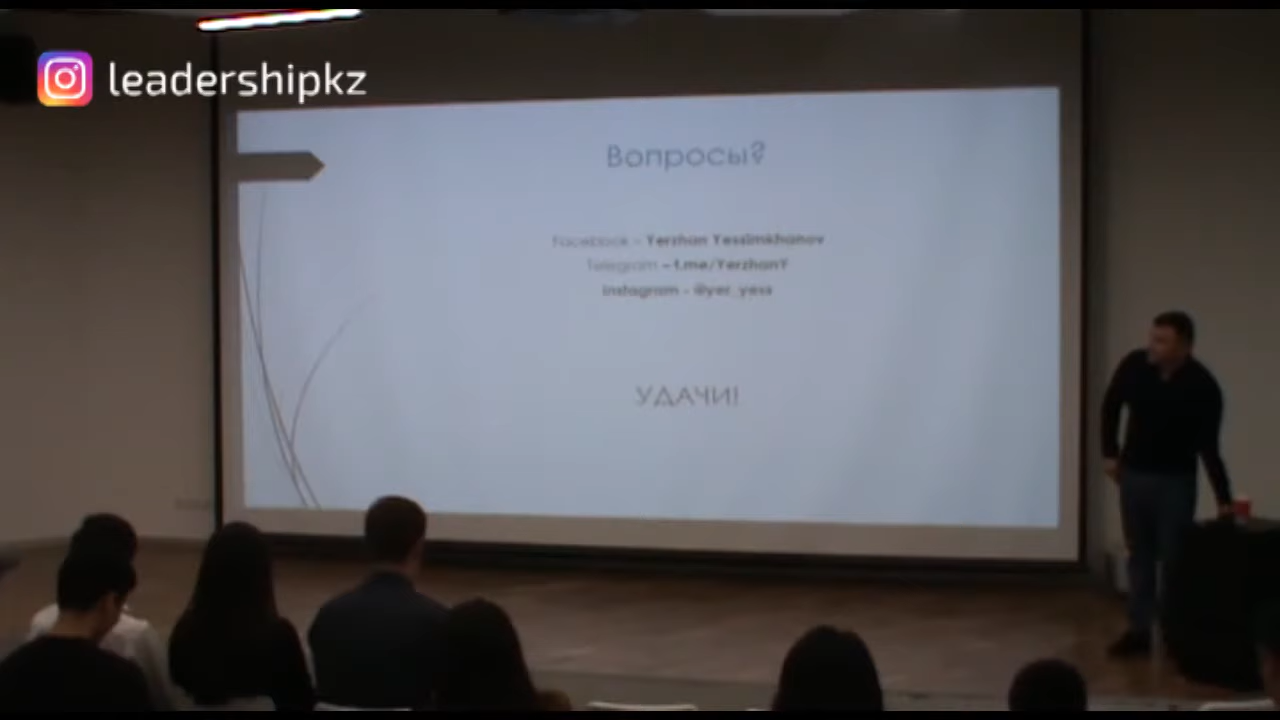 leadershipkz
Вопросы?
Facebook - Yerzhan Yessimkhanov
Telegram - t.me/YerzhanY
Instagram - @yer_yess
УДАЧИ!